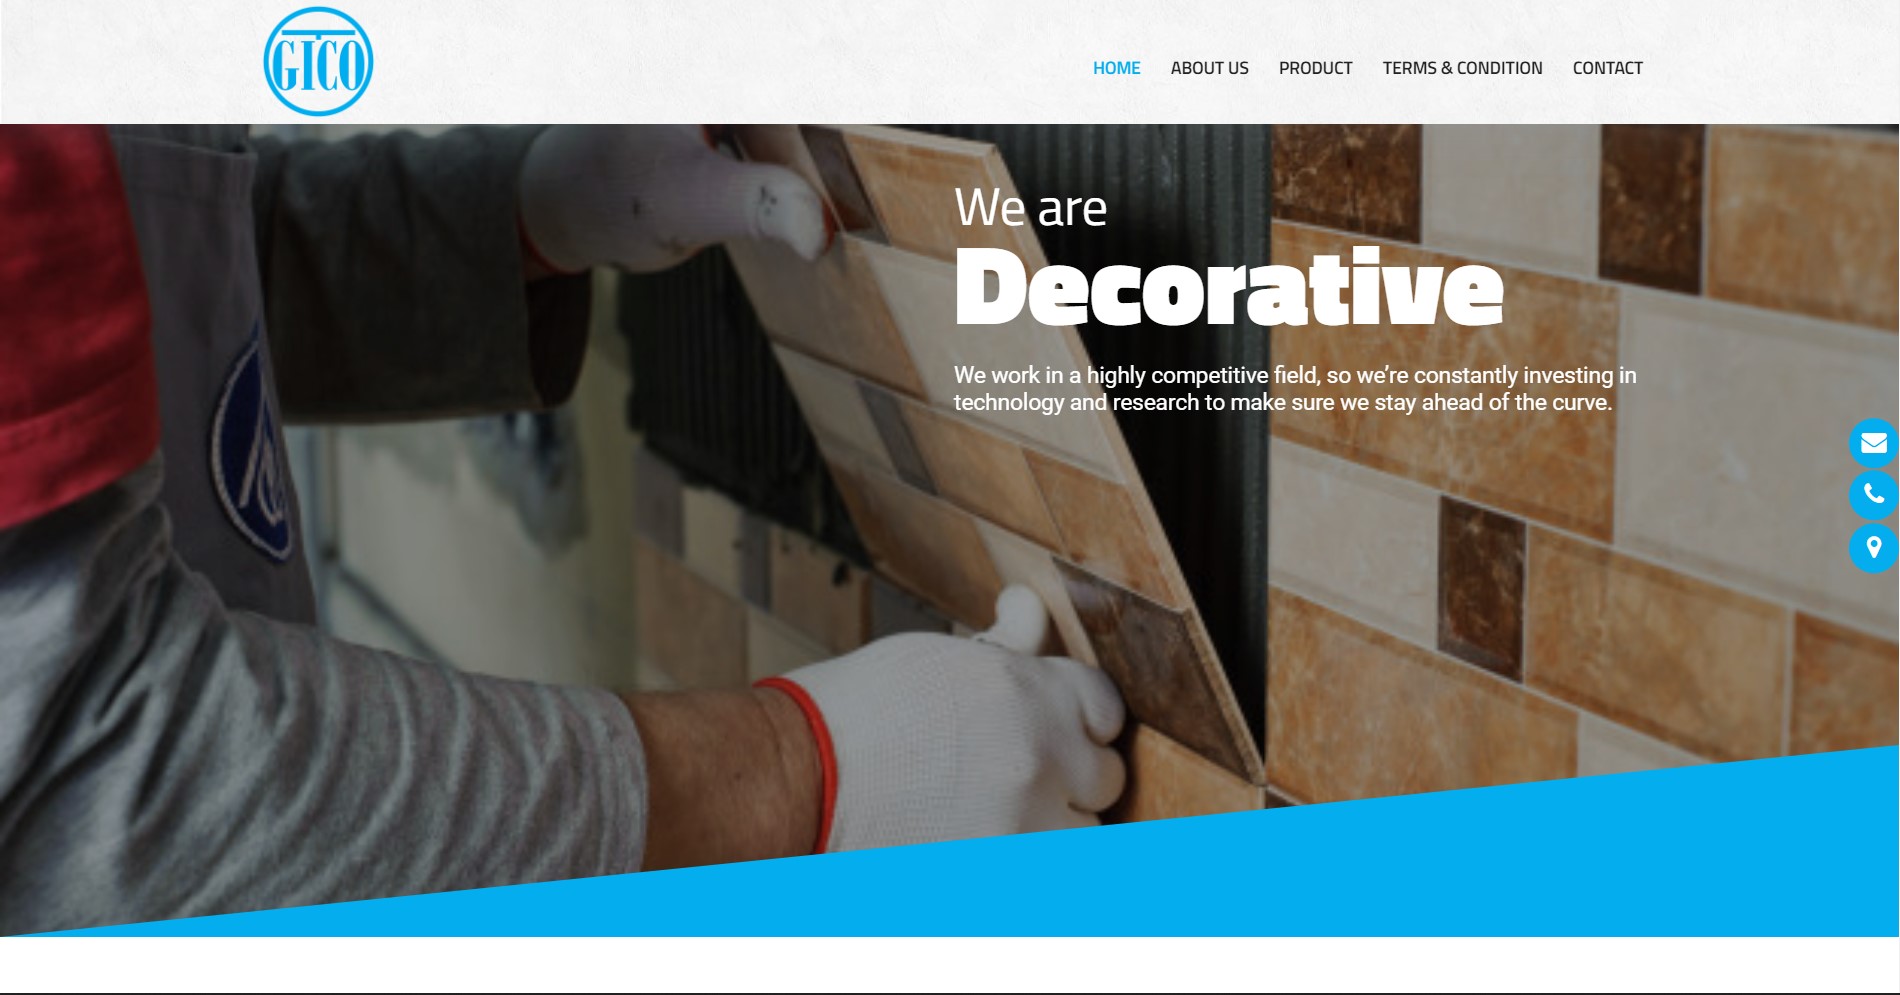 GTCO
HOME ABOUT US PRODUCT TERMS & CONDITION CONTACT
We are
Decorative
We work in a highly competitive field, so we’re constantly investing in
technology and research to make sure we stay ahead of the curve.